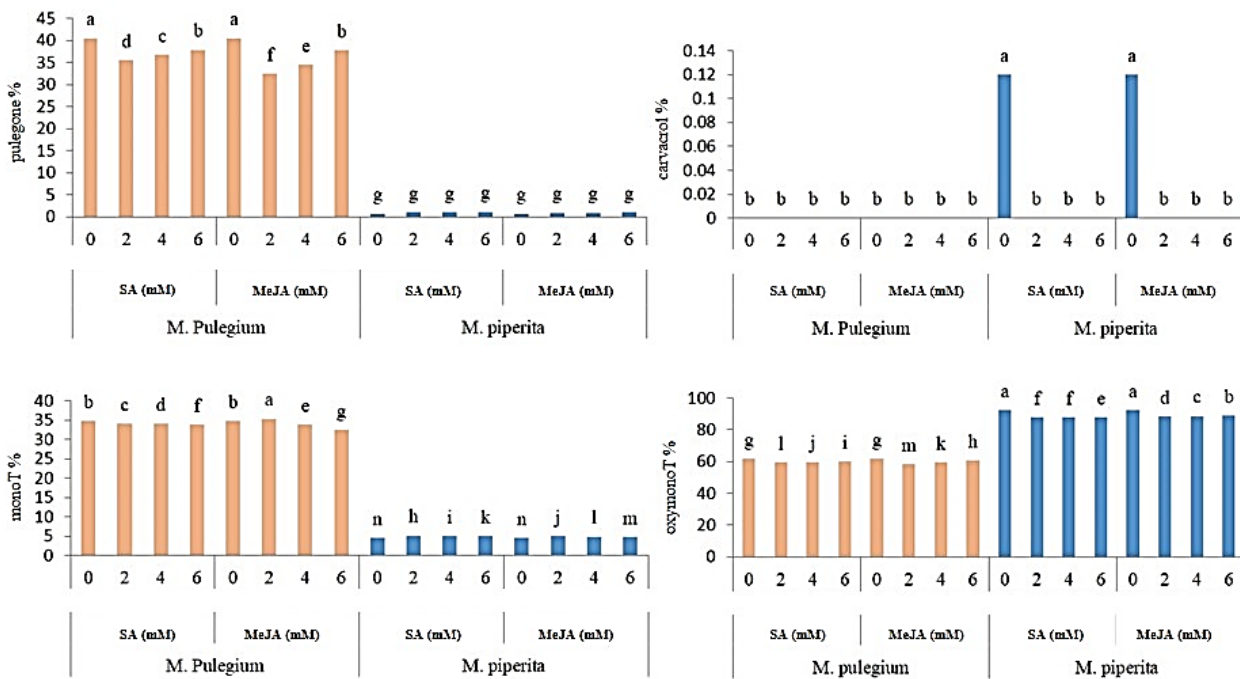 pulegone %
45
40
35
30
25
20
15
10
5
0
a d c b a f e b g g g g g g g g
0 2 4 6 0 2 4 6 0 2 4 6 0 2 4 6
SA (mM) MeJA (mM) SA (mM) MeJA (mM)
M. Pulegium M. piperita
carvacrol %
0.14
0.12
0.1
0.08
0.06
0.04
0.02
0
b b b b b b b b a b b b a b b b
0 2 4 6 0 2 4 6 0 2 4 6 0 2 4 6
SA (mM) MeJA (mM) SA (mM) MeJA (mM)
M. Pulegium M. piperita
monoT %
40
35
30
25
20
15
10
5
0
b c d f b a e g n h i k n j l m
0 2 4 6 0 2 4 6 0 2 4 6 0 2 4 6
SA (mM) MeJA (mM) SA (mM) MeJA (mM)
M. Pulegium M. piperita
oxymonoT %
100
80
60
40
20
0
g l j i g m k h a f f e a d c b
0 2 4 6 0 2 4 6 0 2 4 6 0 2 4 6
SA (mM) MeJA (mM) SA (mM) MeJA (mM)
M. pulegium M. piperita